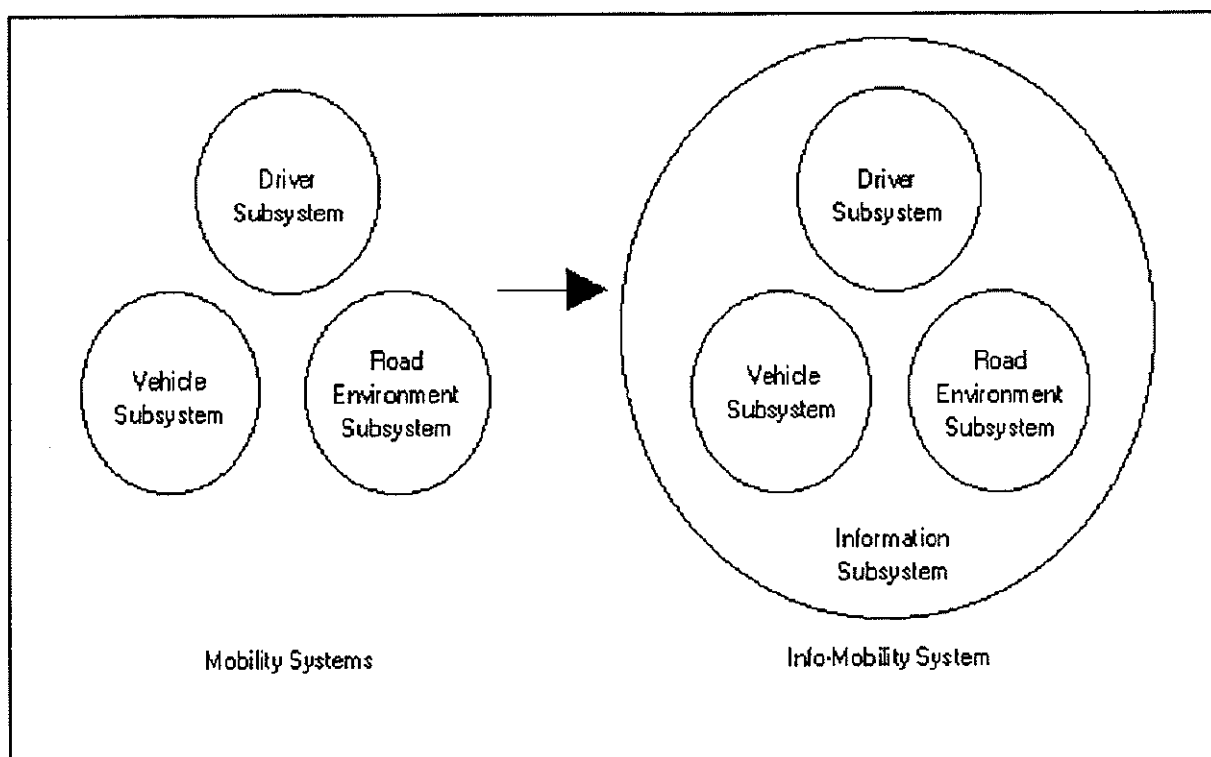 Driver
Subsystem
Vehicle
Subsystem
Road
Environment
Subsystem
Mobility Systems
Driver
Subsystem
Vehicle
Subsystem
Road
Environment
Subsystem
Information
Subsystem
Info-Mobility System